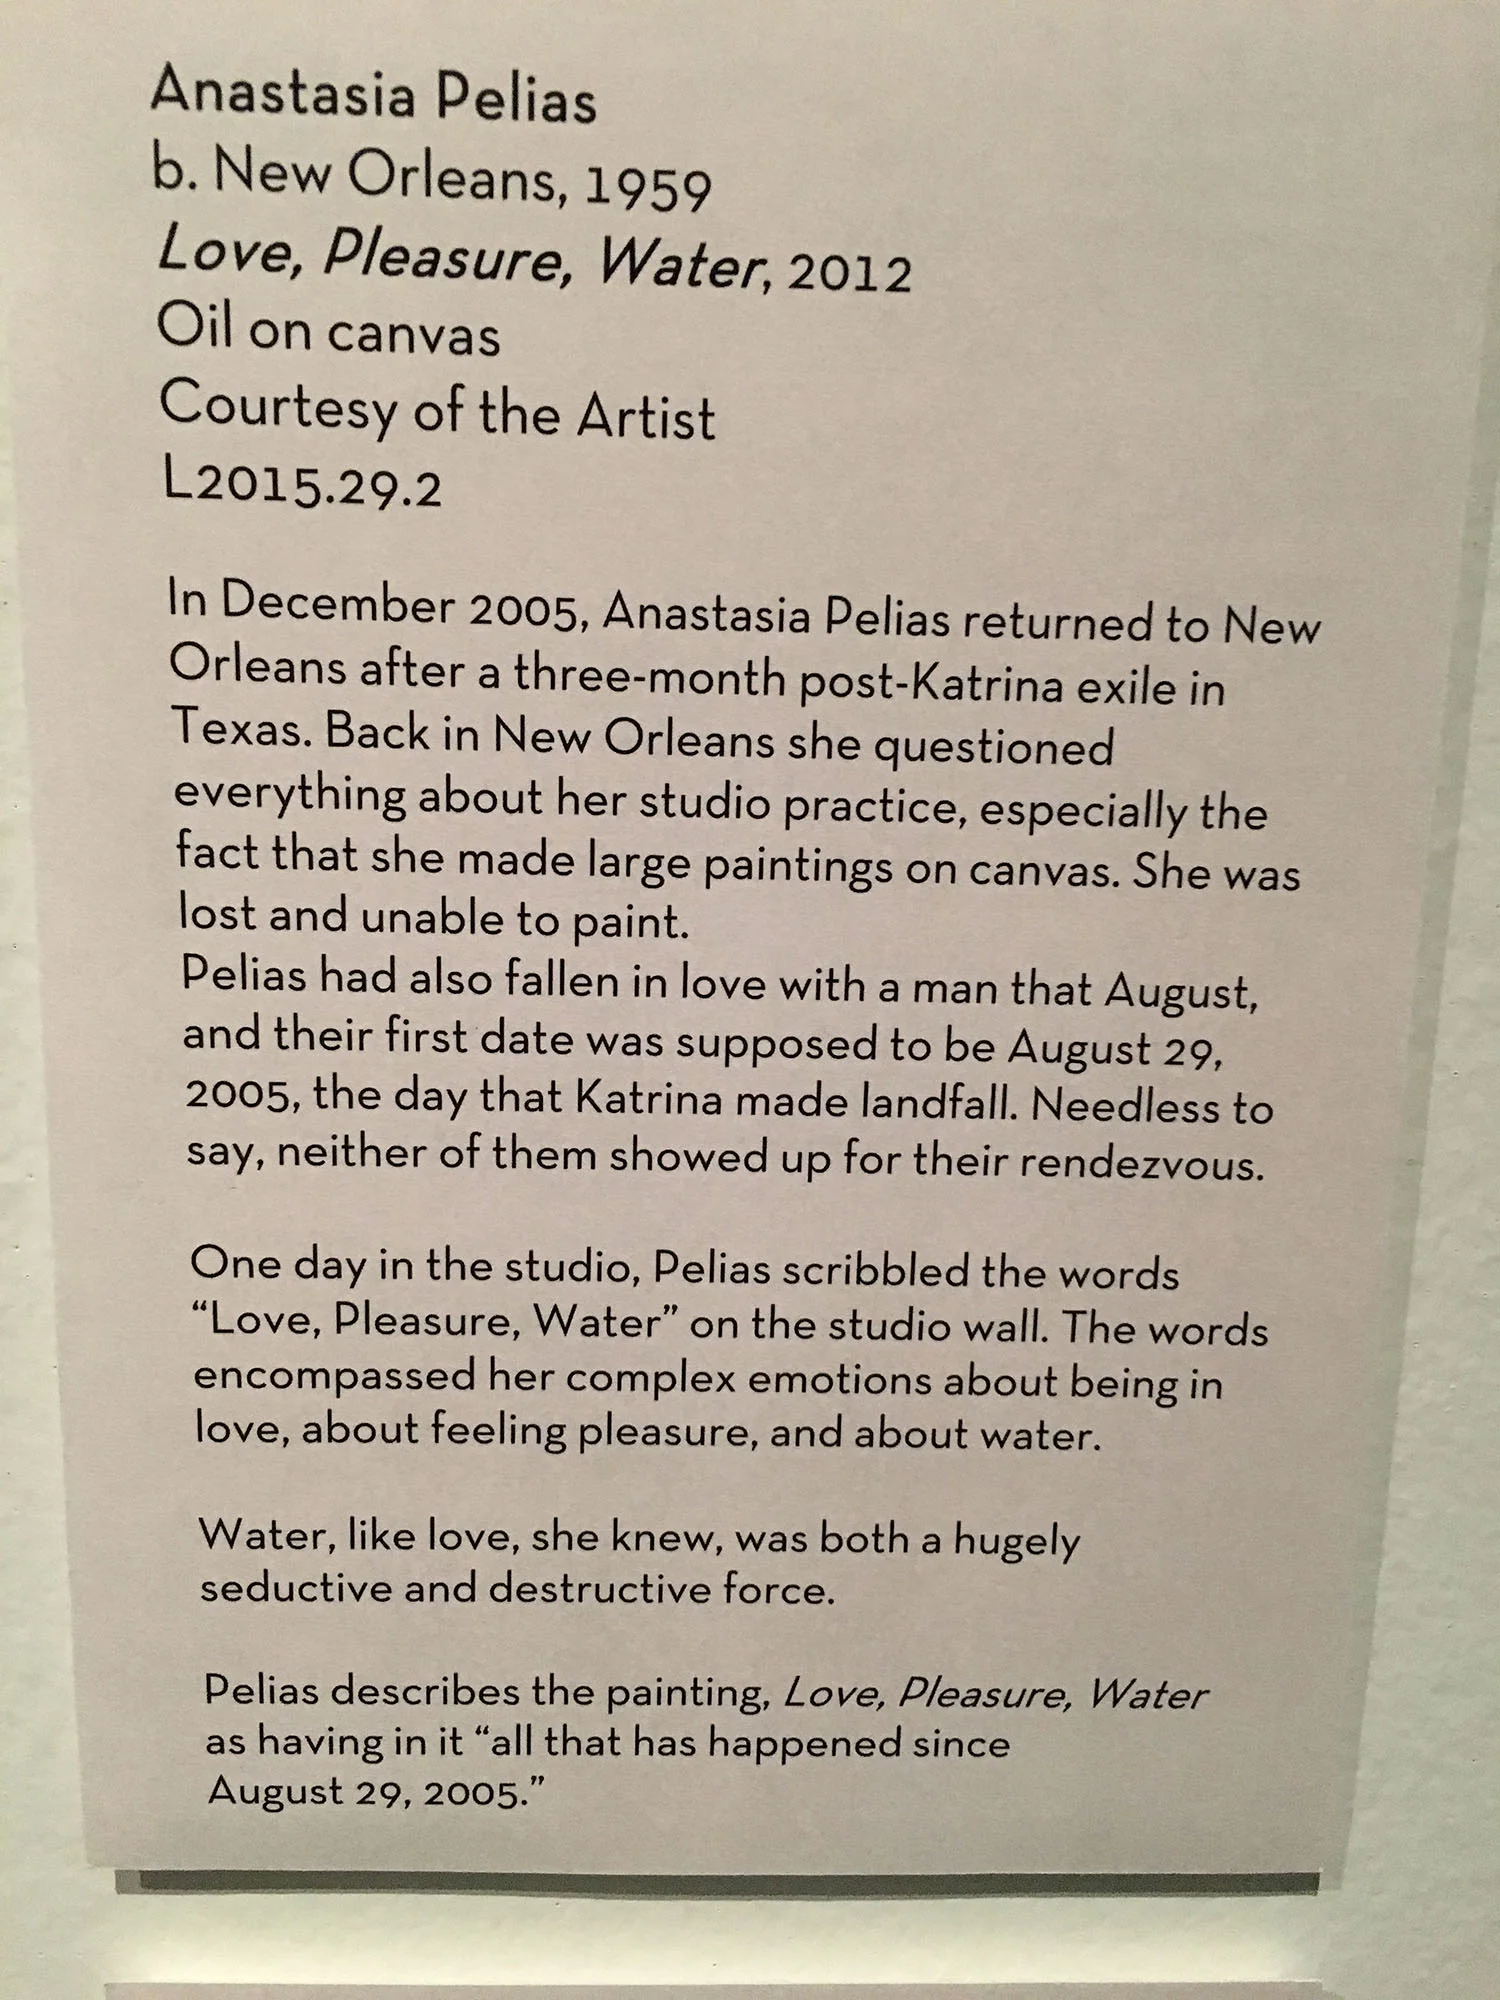 Anastasia Pelias
b. New Orleans, 1959
Love, Pleasure, Water, 2012
Oil on canvas
Courtesy of the Artist
L2015.29.2
In December 2005, Anastasia Pelias returned to New
Orleans after a three-month post-Katrina exile in
Texas. Back in New Orleans she questioned
everything about her studio practice, especially the
fact that she made large paintings on canvas. She was
lost and unable to paint.
Pelias had also fallen in love with a man that August,
and their first date was supposed to be August 29,
2005, the day that Katrina made landfall. Needless to
say, neither of them showed up for their rendezvous.
One day in the studio, Pelias scribbled the words
“Love, Pleasure, Water” on the studio wall. The words
encompassed her complex emotions about being in
love, about feeling pleasure, and about water.
Water, like love, she knew, was both a hugely
seductive and destructive force.
Pelias describes the painting, Love, Pleasure, Water
as having in it “all that has happened since
August 29, 2005.”